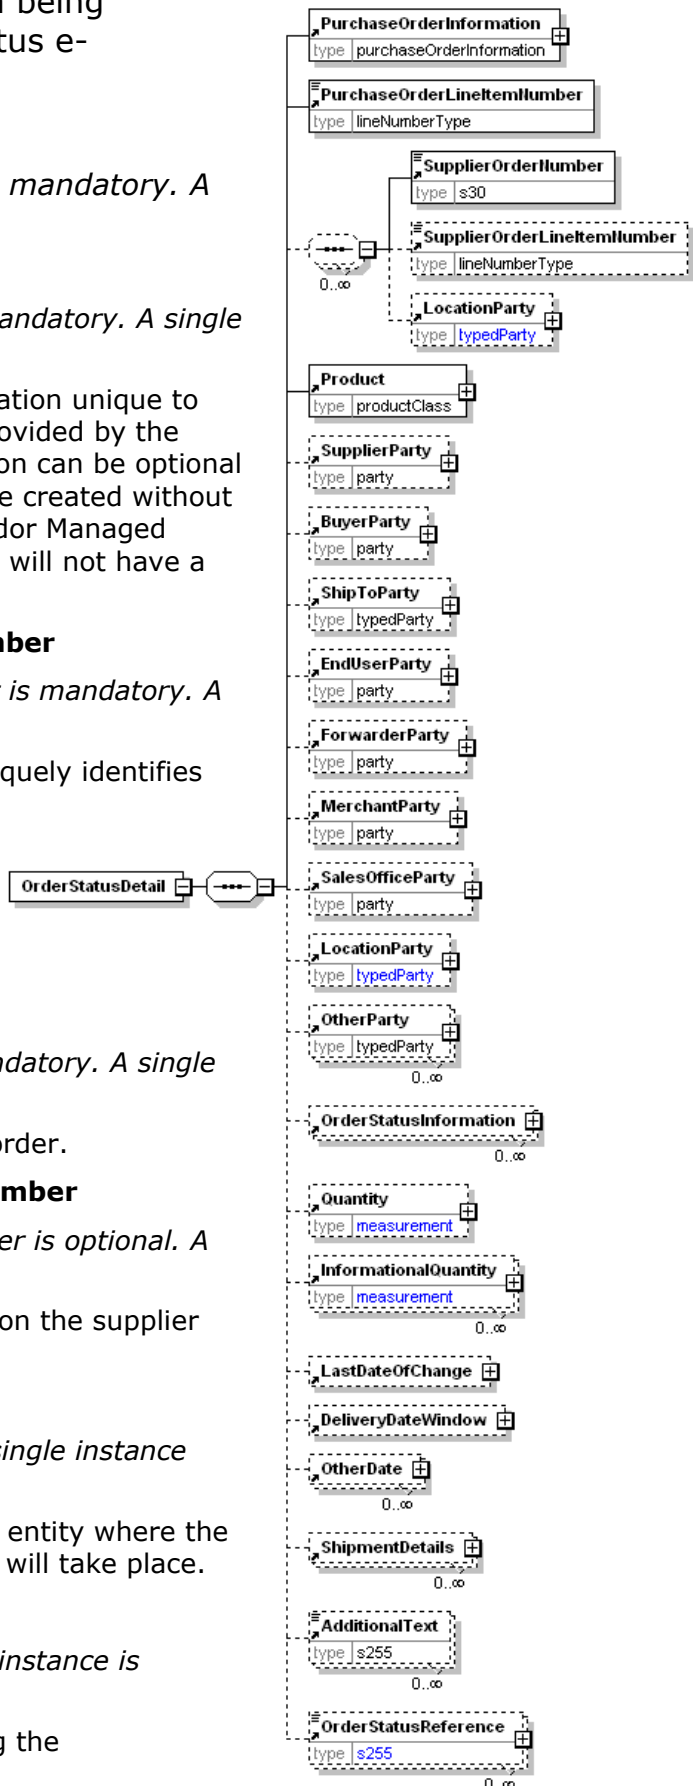 being
tus e-
mandatory. A
andatory. A single
ation unique to
ovided by the
on can be optional
e created without
dor Managed
will not have a
nber
is mandatory. A
quely identifies
ndatory. A single
order.
mber
er is optional. A
on the supplier
single instance
entity where the
will take place.
instance is
g the
OrderStatusDetail
PurchaseOrderInformation
type purchaseOrderInformation
PurchaseOrderLineItemNumber
type lineNumberType
0..∞
SupplierOrderNumber
type s30
SupplierOrderLineItemNumber
type lineNumberType
LocationParty
type typedParty
Product
type productClass
SupplierParty
type party
BuyerParty
type party
ShipToParty
type typedParty
EndUserParty
type party
ForwarderParty
type party
MerchantParty
type party
SalesOfficeParty
type party
LocationParty
type typedParty
OtherParty
type typedParty
0..∞
OrderStatusInformation
0..∞
Quantity
type measurement
InformationalQuantity
type measurement
0..∞
LastDateOfChange
DeliveryDateWindow
OtherDate
0..∞
ShipmentDetails
0..∞
AdditionalText
type s255
0..∞
OrderStatusReference
type s255
0..∞